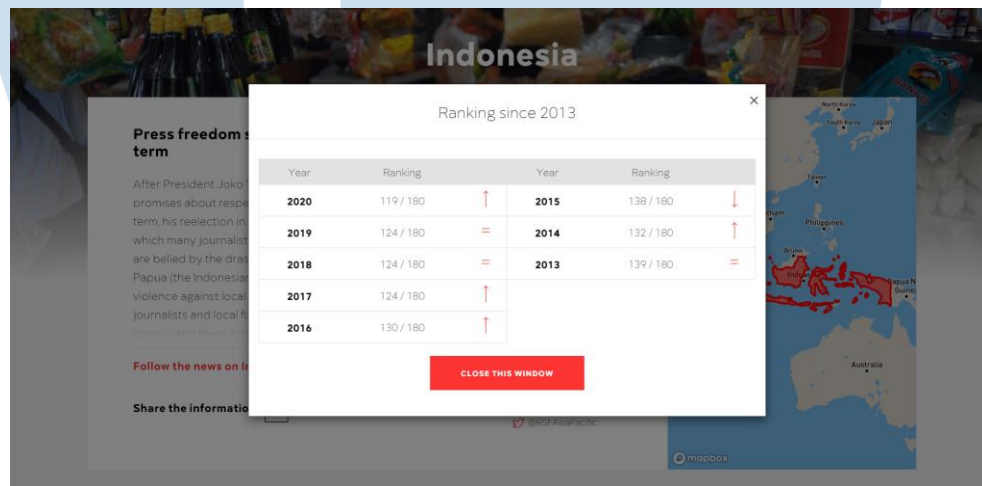 Indonesia
Ranking since 2013
×
Press freedom s
term
After President Joko
promises about respe
term, his reelection in
which many journalist
are belied by the dras
Papua (the Indonesian
violence against local
journalists and local fi
Follow the news on In
Share the informatio
Year Ranking Year Ranking
2020 119 / 180 ↑ 2015 138 / 180 ↓
2019 124 / 180 = 2014 132 / 180 ↑
2018 124 / 180 = 2013 139 / 180 =
2017 124 / 180 ↑
2016 130 / 180 ↑
CLOSE THIS WINDOW
@RSFAsiaPacific
North Korea
South Korea Japan
Taiwan
Philippines
Brunei
Papua N
Guinea
Australia
mapbox